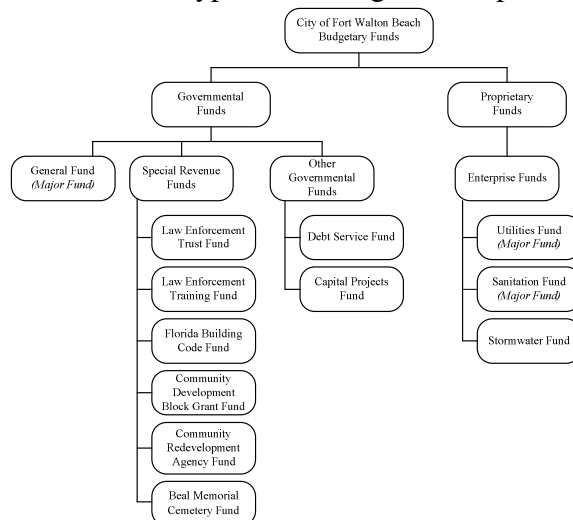 City of Fort Walton Beach
Budgetary Funds
Governmental
Funds
Proprietary
Funds
General Fund
(Major Fund)
Special Revenue
Funds
Other
Governmental
Funds
Enterprise Funds
Law Enforcement
Trust Fund
Law Enforcement
Training Fund
Florida Building
Code Fund
Community
Development
Block Grant Fund
Community
Redevelopment
Agency Fund
Beal Memorial
Cemetery Fund
Debt Service Fund
Capital Projects
Fund
Utilities Fund
(Major Fund)
Sanitation Fund
(Major Fund)
Stormwater Fund